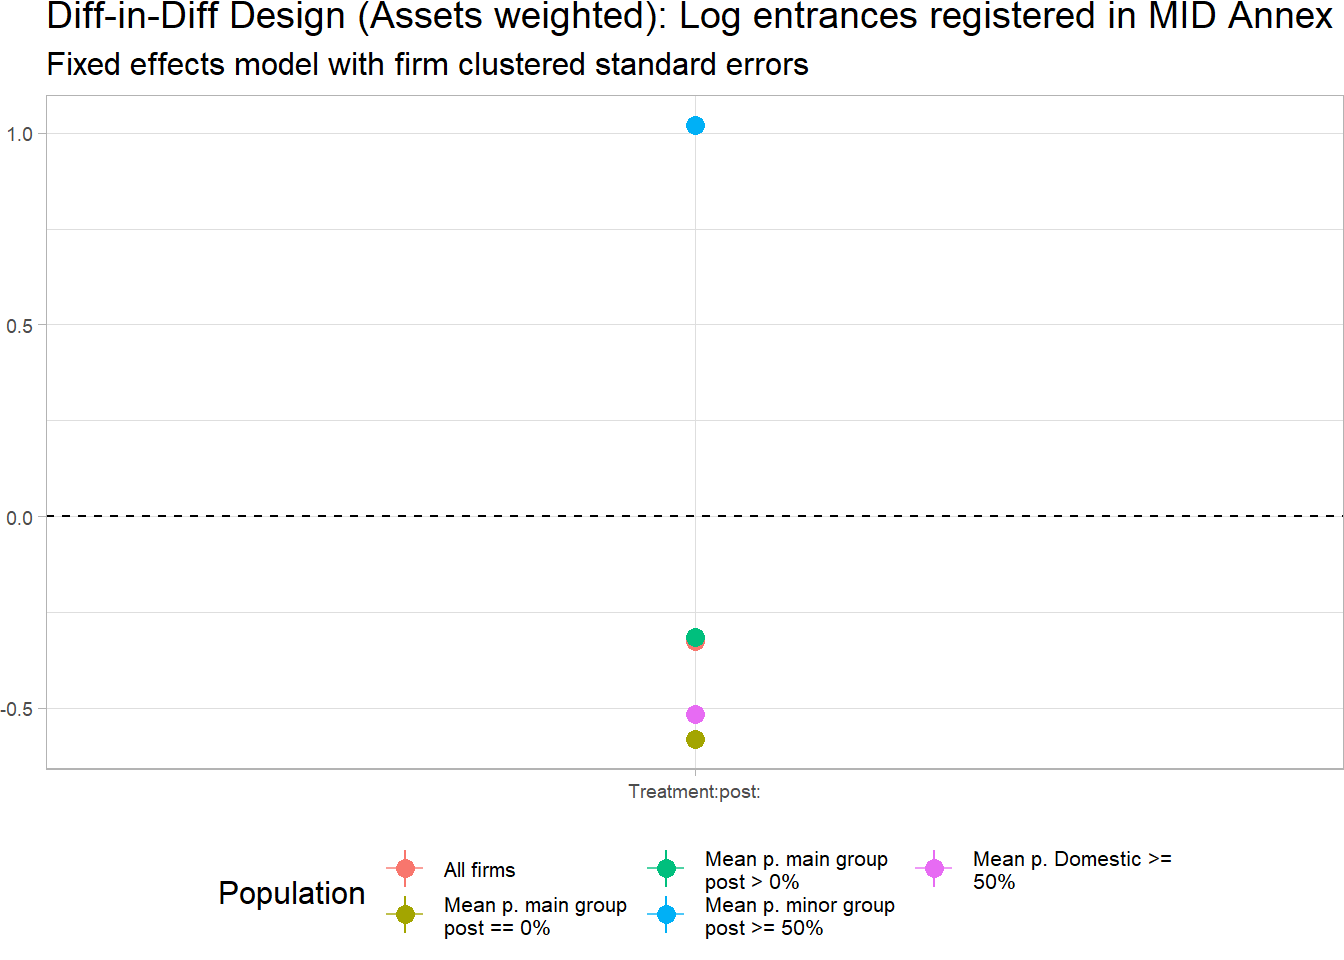 Diff-in-Diff Design (Assets weighted): Log entrances registered in MID Annex
Fixed effects model with firm clustered standard errors
1.0
0.5
0.0
-0.5
Treatment:post:
Population
All firms
Mean p. main group
post == 0%
Mean p. main group
post > 0%
Mean p. minor group
post >= 50%
Mean p. Domestic >=
50%